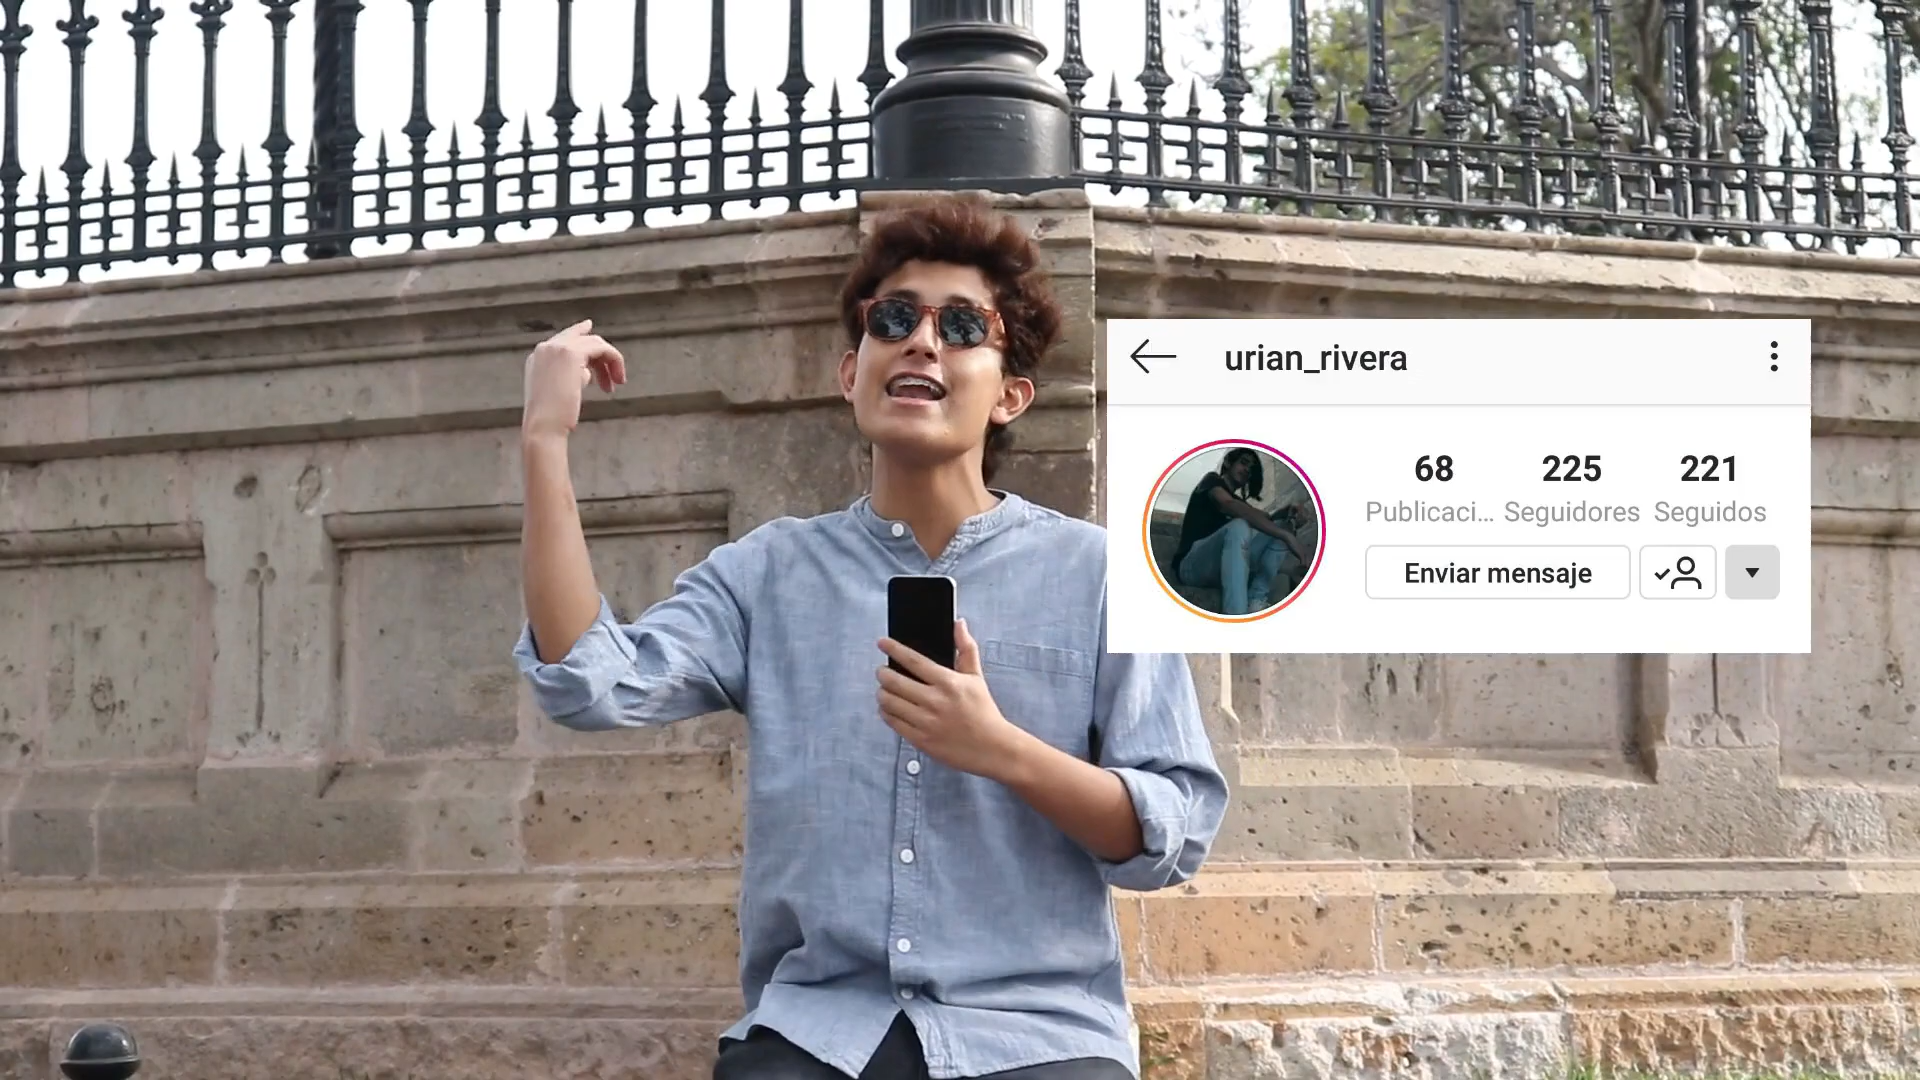 urian_rivera
68 225 221
Publicaci... Seguidores Seguidos
Enviar mensaje